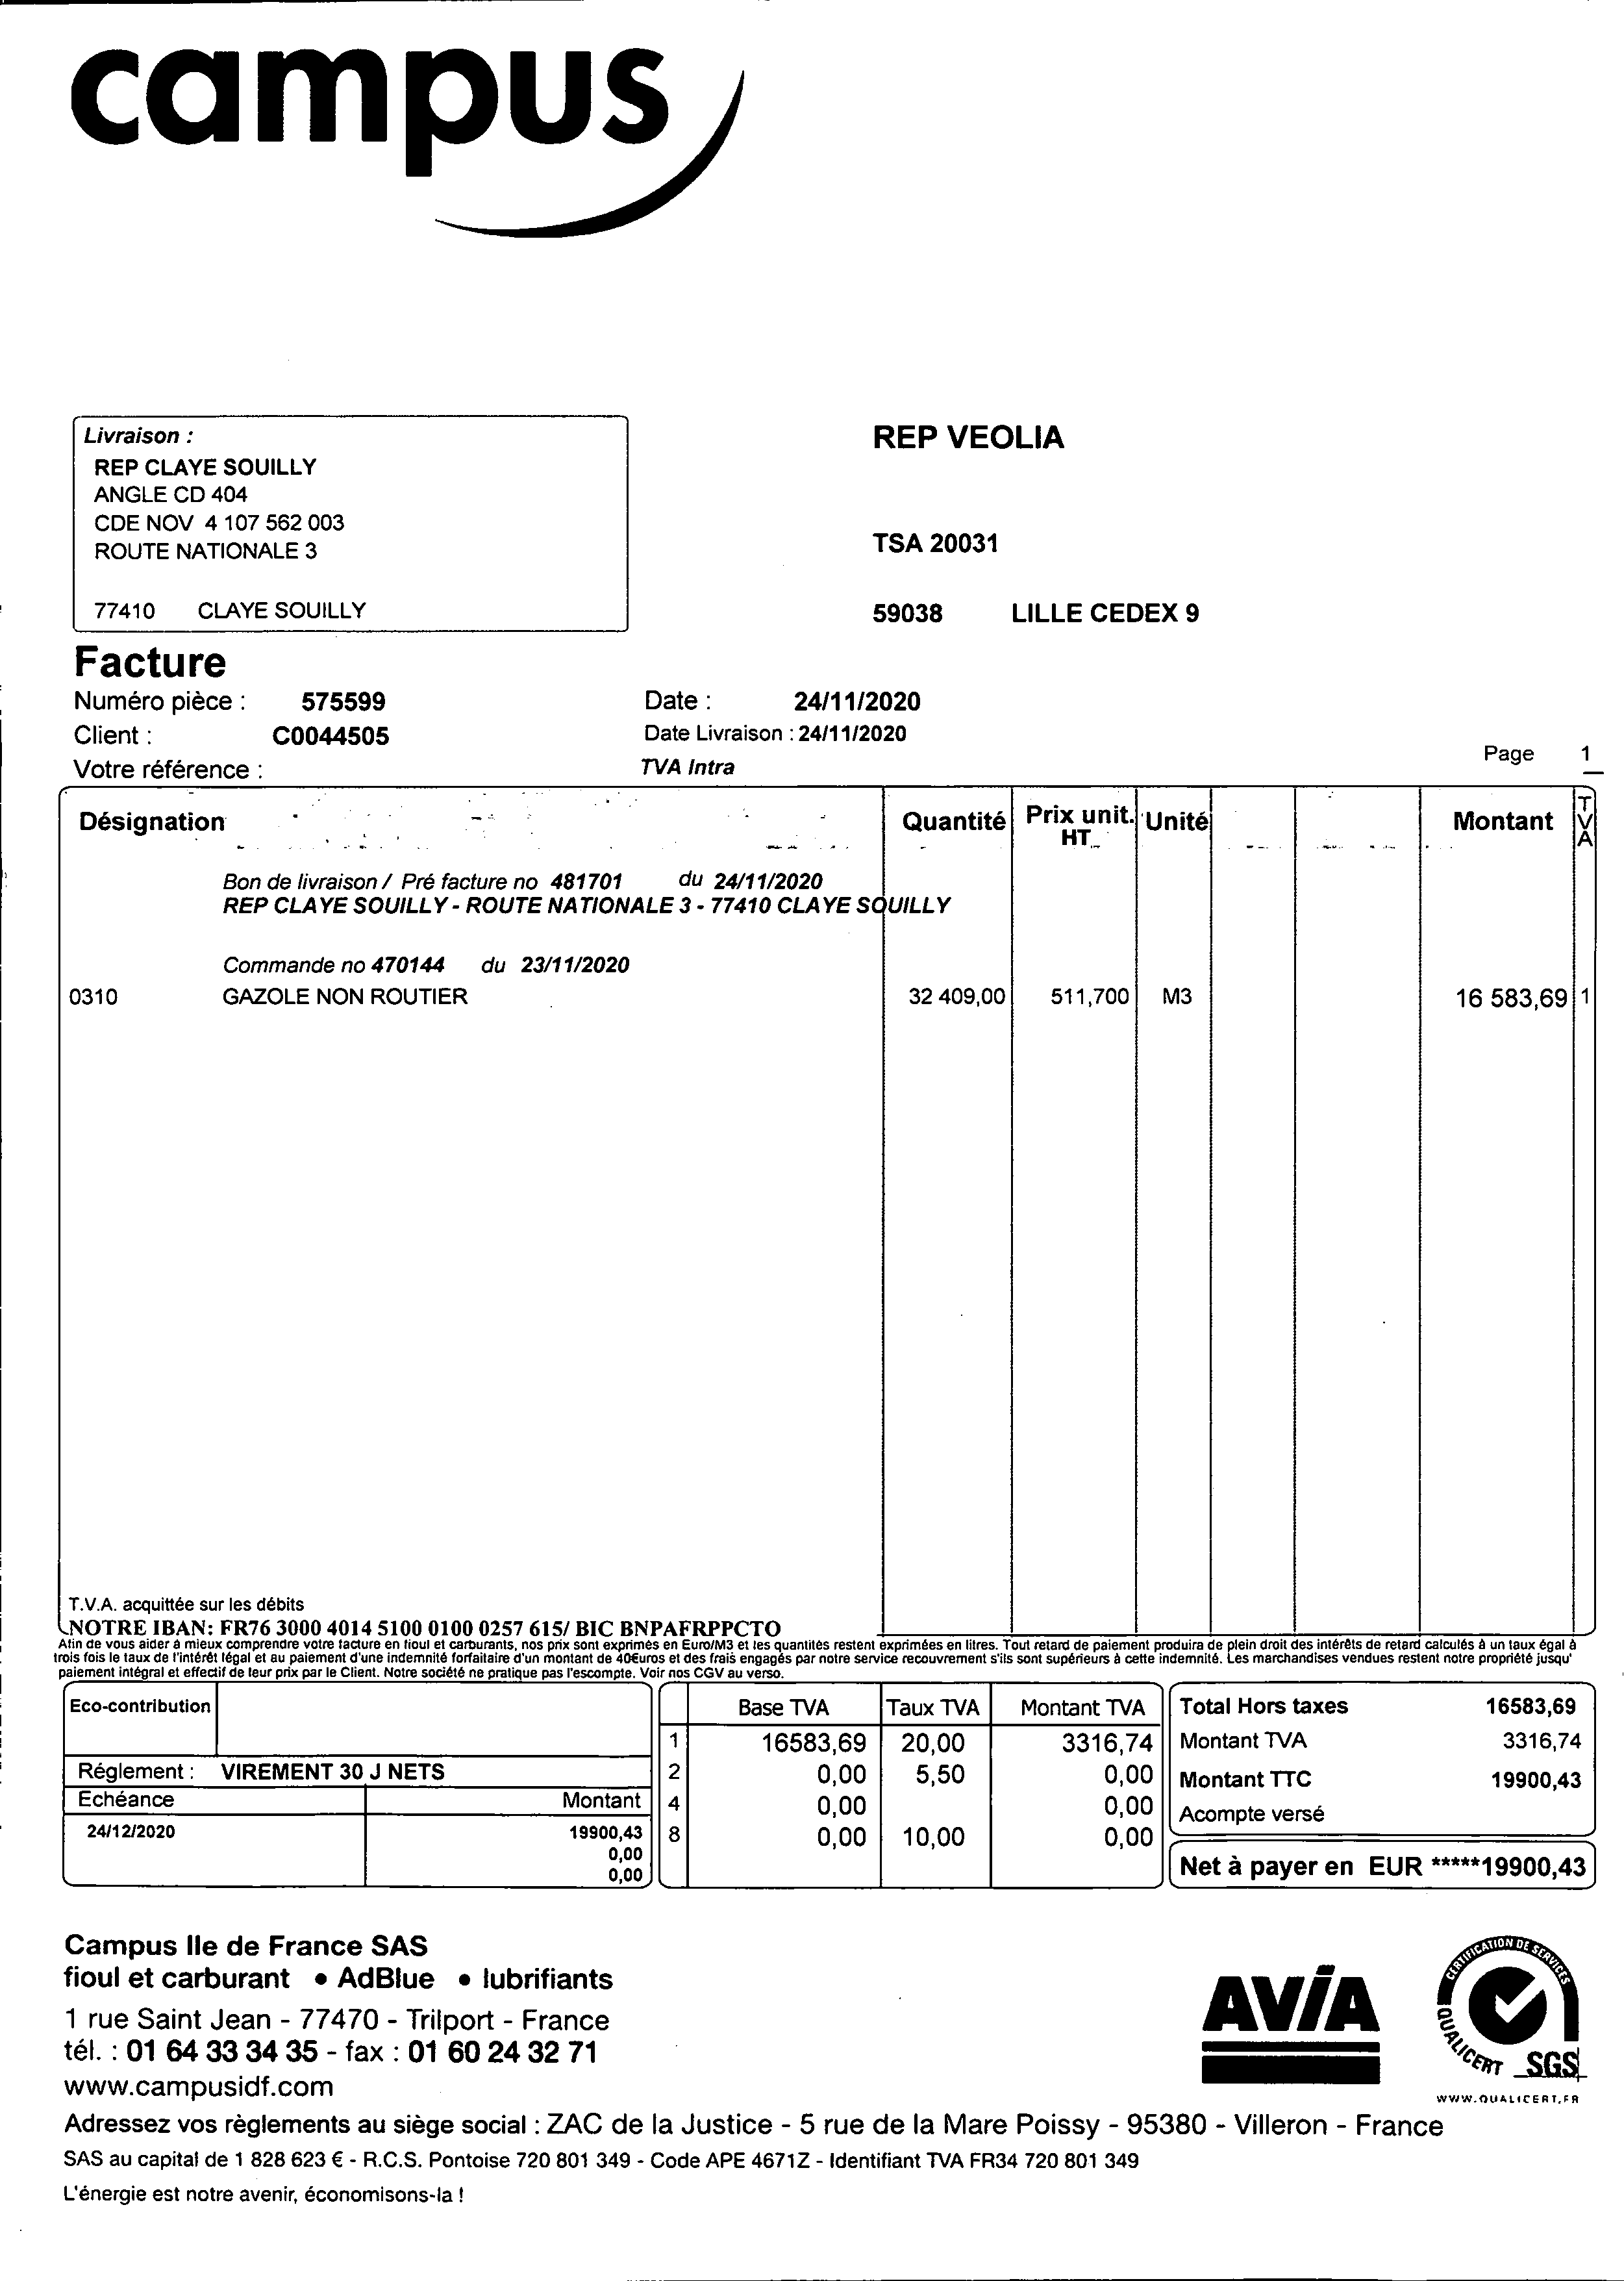 campus
Livraison :
REP CLAYE SOUILLY
ANGLE CD 404
CDE NOV 4 107 562 003
ROUTE NATIONALE 3
77410 CLAYE SOUILLY
REP VEOLIA
TSA 20031
59038 LILLE CEDEX 9
Facture
Numéro pièce : 575599 Date : 24/11/2020
Client : C0044505 Date Livraison : 24/11/2020
Votre référence : TVA Intra
Page 1
Désignation Quantité Prix unit. HT Unité Montant TVA
Bon de livraison / Pré facture no 481701 du 24/11/2020
REP CLAYE SOUILLY - ROUTE NATIONALE 3 - 77410 CLAYE SOUILLY
Commande no 470144 du 23/11/2020
0310 GAZOLE NON ROUTIER 32 409,00 511,700 M3 16 583,69 1
T.V.A. acquittée sur les débits
NOTRE IBAN: FR76 3000 4014 5100 0100 0257 615/ BIC BNPAFRPPCTO
Afin de vous aider à mieux comprendre votre facture en fioul et carburants, nos prix sont exprimés en Euro/M3 et les quantités restent exprimées en litres. Tout retard de paiement produira de plein droit des intérêts de retard calculés à un taux égal à
trois fois le taux de l'intérêt légal et au paiement d'une indemnité forfaitaire d'un montant de 40€uros et des frais engagés par notre service recouvrement s'ils sont supérieurs à cette indemnité. Les marchandises vendues restent notre propriété jusqu'
paiement intégral et effectif de leur prix par le Client. Notre société ne pratique pas l'escompte. Voir nos CGV au verso.
Eco-contribution
Réglement : VIREMENT 30 J NETS
Echéance Montant
24/12/2020 19900,43
0,00
0,00
Base TVA Taux TVA Montant TVA
1 16583,69 20,00 3316,74
2 0,00 5,50 0,00
4 0,00 0,00
8 0,00 10,00 0,00
Total Hors taxes 16583,69
Montant TVA 3316,74
Montant TTC 19900,43
Acompte versé
Net à payer en EUR *****19900,43
Campus Ile de France SAS
fioul et carburant • AdBlue • lubrifiants
1 rue Saint Jean - 77470 - Trilport - France
tél. : 01 64 33 34 35 - fax : 01 60 24 32 71
www.campusidf.com
AVIA
CERTIFICATION DE SERVICES
QUALICERT SGS
WWW.QUALICERT.FR
Adressez vos règlements au siège social : ZAC de la Justice - 5 rue de la Mare Poissy - 95380 - Villeron - France
SAS au capital de 1 828 623 € - R.C.S. Pontoise 720 801 349 - Code APE 4671Z - Identifiant TVA FR34 720 801 349
L'énergie est notre avenir, économisons-la !